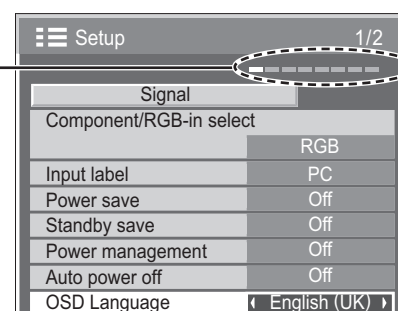 Setup 1/2
Signal
Component/RGB-in select
RGB
Input label PC
Power save Off
Standby save Off
Power management Off
Auto power off Off
OSD Language English (UK)